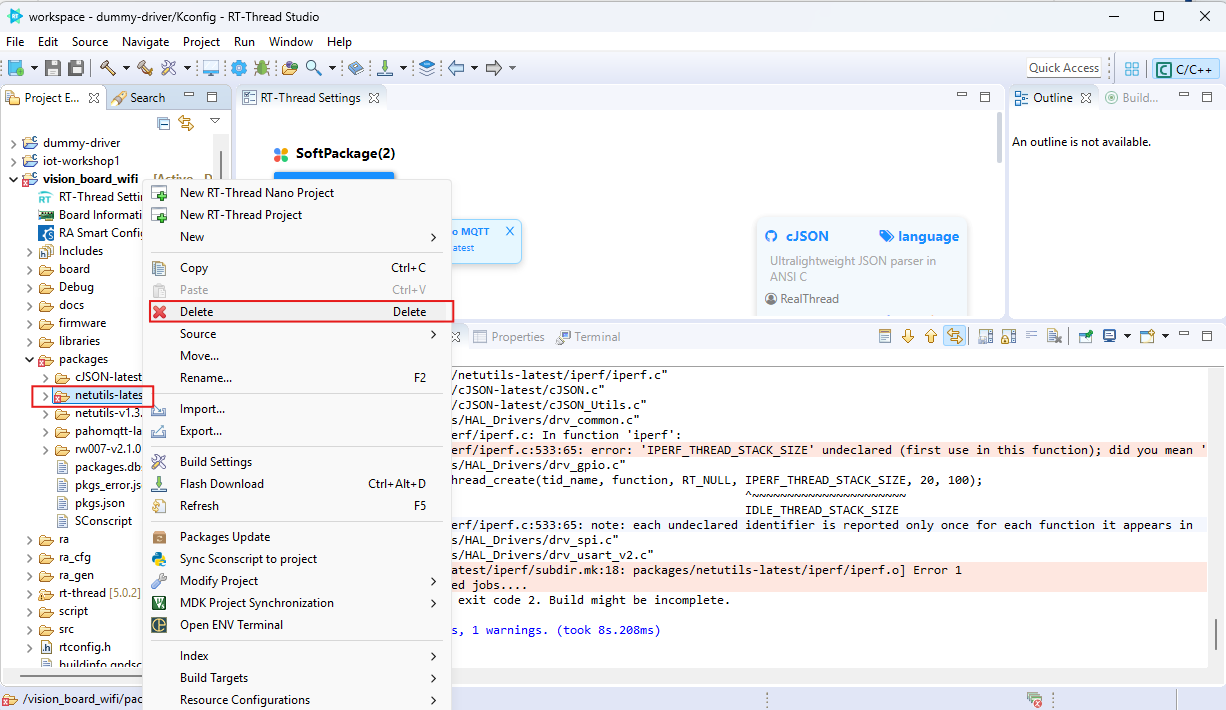 workspace - dummy-driver/Kconfig - RT-Thread Studio
File Edit Source Navigate Project Run Window Help
Quick Access
C/C++
Project E...
Search
dummy-driver
iot-workshop1
vision_board_wifi [Active - D
RT-Thread Settin
Board Informati
RA Smart Config
Includes
board
Debug
docs
firmware
libraries
packages
cJSON-latest
netutils-lates
netutils-v1.3.
pahomqtt-la
rw007-v2.1.0
packages.db
pkgs_error.js
pkgs.json
SConscript
ra
ra_cfg
ra_gen
rt-thread [5.0.2]
script
src
rtconfig.h
buildinfo.gpdsc
New RT-Thread Nano Project
New RT-Thread Project
New
Copy Ctrl+C
Paste Ctrl+V
Delete Delete
Source
Move...
Rename... F2
Import...
Export...
Build Settings
Flash Download Ctrl+Alt+D
Refresh F5
Packages Update
Sync Sconscript to project
Modify Project
MDK Project Synchronization
Open ENV Terminal
Index
Build Targets
Resource Configurations
RT-Thread Settings
SoftPackage(2)
o MQTT
atest
cJSON
language
Ultralightweight JSON parser in
ANSI C
RealThread
Outline
Build...
An outline is not available.
Properties
Terminal
/netutils-latest/iperf/iperf.c"
/cJSON-latest/cJSON.c"
/cJSON-latest/cJSON_Utils.c"
s/HAL_Drivers/drv_common.c"
erf/iperf.c: In function 'iperf':
erf/iperf.c:533:65: error: 'IPERF_THREAD_STACK_SIZE' undeclared (first use in this function); did you mean '
s/HAL_Drivers/drv_gpio.c"
hread_create(tid_name, function, RT_NULL, IPERF_THREAD_STACK_SIZE, 20, 100);
^~~~~~~~~~~~~~~~~~~~~~~
IDLE_THREAD_STACK_SIZE
erf/iperf.c:533:65: note: each undeclared identifier is reported only once for each function it appears in
s/HAL_Drivers/drv_spi.c"
s/HAL_Drivers/drv_usart_v2.c"
atest/iperf/subdir.mk:18: packages/netutils-latest/iperf/iperf.o] Error 1
ed jobs....
exit code 2. Build might be incomplete.
s, 1 warnings. (took 8s.208ms)
/vision_board_wifi/pac